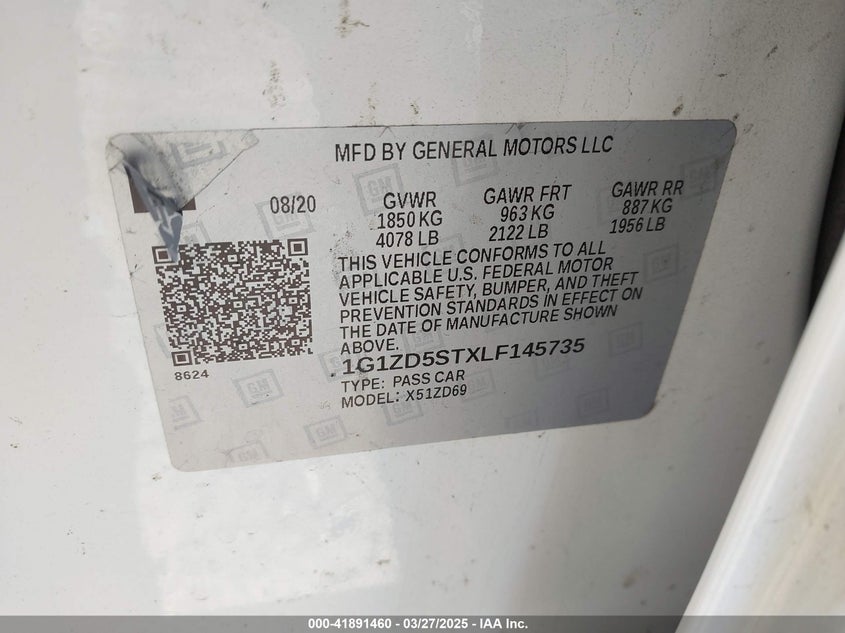 MFD BY GENERAL MOTORS LLC
08/20
GVWR
1850 KG
4078 LB
GAWR FRT
963 KG
2122 LB
GAWR RR
887 KG
1956 LB
THIS VEHICLE CONFORMS TO ALL
APPLICABLE U.S. FEDERAL MOTOR
VEHICLE SAFETY, BUMPER, AND THEFT
PREVENTION STANDARDS IN EFFECT ON
THE DATE OF MANUFACTURE SHOWN
ABOVE.
1G1ZD5STXLF145735
TYPE: PASS CAR
MODEL: X51ZD69
8624
000-41891460 - 03/27/2025 - IAA Inc.